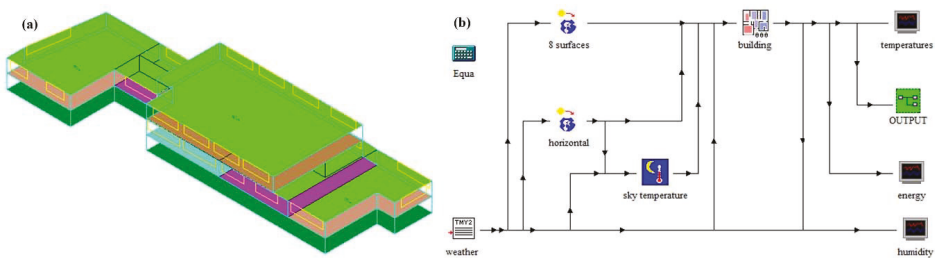 (a)
(b)
8 surfaces
building
temperatures
Equa
OUTPUT
horizontal
sky temperature
energy
TMY2
weather
humidity